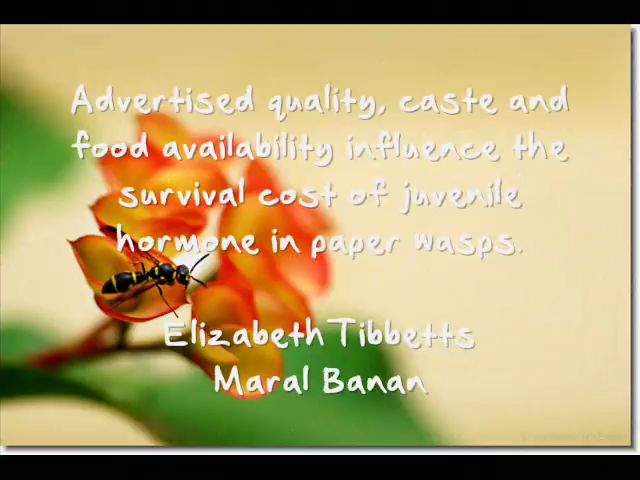 Advertised quality, caste and
food availability influence the
survival cost of juvenile
hormone in paper wasps.
Elizabeth Tibbetts
Maral Banan